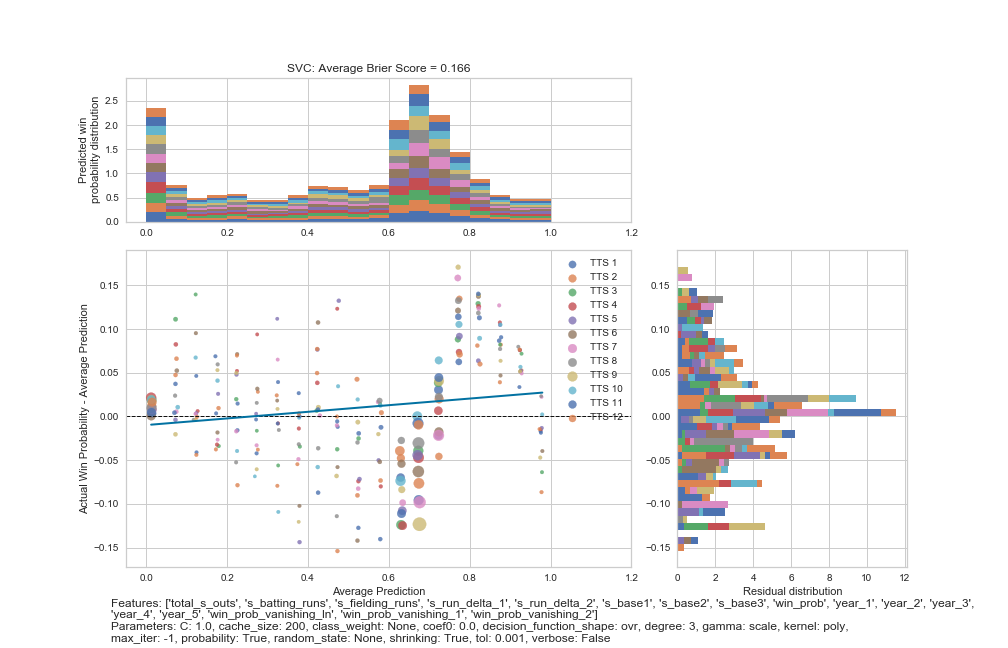 SVC: Average Brier Score = 0.166
Predicted win
probability distribution
2.5
2.0
1.5
1.0
0.5
0.0
0.0 0.2 0.4 0.6 0.8 1.0 1.2
Actual Win Probability - Average Prediction
0.15
0.10
0.05
0.00
−0.05
−0.10
−0.15
TTS 1
TTS 2
TTS 3
TTS 4
TTS 5
TTS 6
TTS 7
TTS 8
TTS 9
TTS 10
TTS 11
TTS 12
0.0 0.2 0.4 0.6 0.8 1.0 1.2
Average Prediction
0.15
0.10
0.05
0.00
−0.05
−0.10
−0.15
0 2 4 6 8 10 12
Residual distribution
Features: ['total_s_outs', 's_batting_runs', 's_fielding_runs', 's_run_delta_1', 's_run_delta_2', 's_base1', 's_base2', 's_base3', 'win_prob', 'year_1', 'year_2', 'year_3',
'year_4', 'year_5', 'win_prob_vanishing_ln', 'win_prob_vanishing_1', 'win_prob_vanishing_2']
Parameters: C: 1.0, cache_size: 200, class_weight: None, coef0: 0.0, decision_function_shape: ovr, degree: 3, gamma: scale, kernel: poly,
max_iter: -1, probability: True, random_state: None, shrinking: True, tol: 0.001, verbose: False